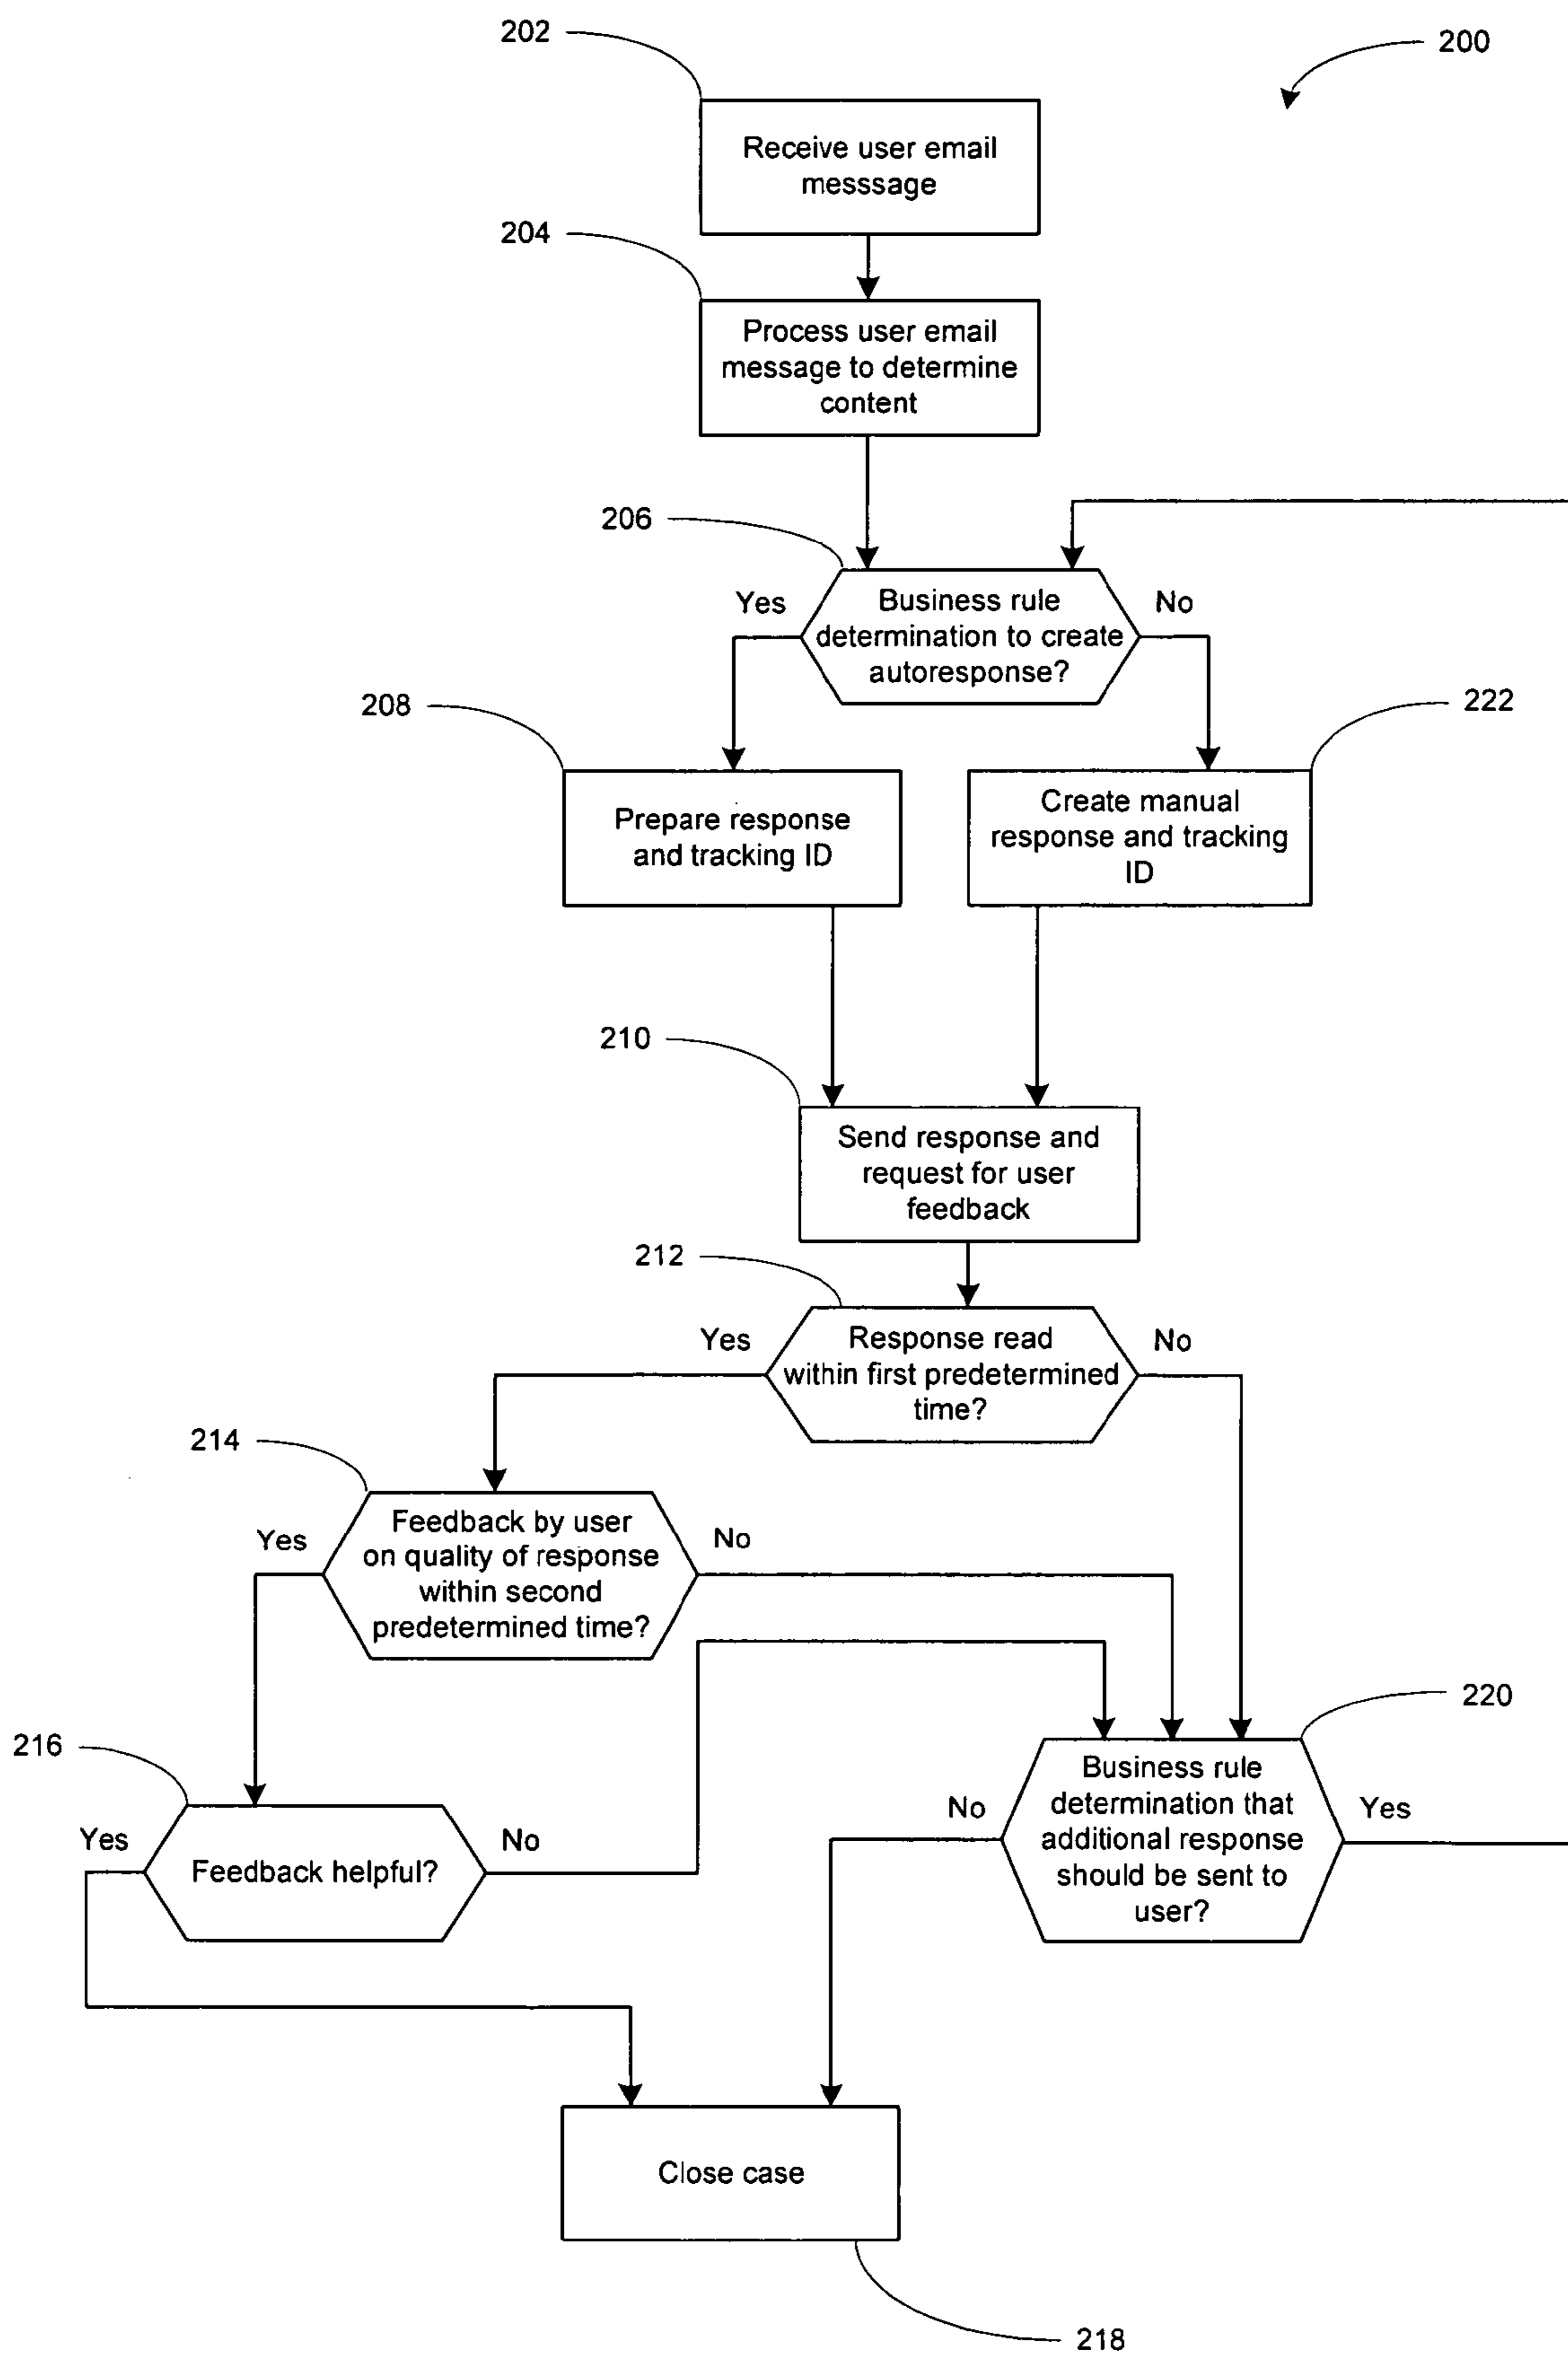 202
200
Receive user email
messsage
204
Process user email
message to determine
content
206
Yes
Business rule
determination to create
autoresponse?
No
208
222
Prepare response
and tracking ID
Create manual
response and tracking
ID
210
Send response and
request for user
feedback
212
Yes
Response read
within first predetermined
time?
No
214
Yes
Feedback by user
on quality of response
within second
predetermined time?
No
220
216
Yes
Feedback helpful?
No
No
Business rule
determination that
additional response
should be sent to
user?
Yes
Close case
218